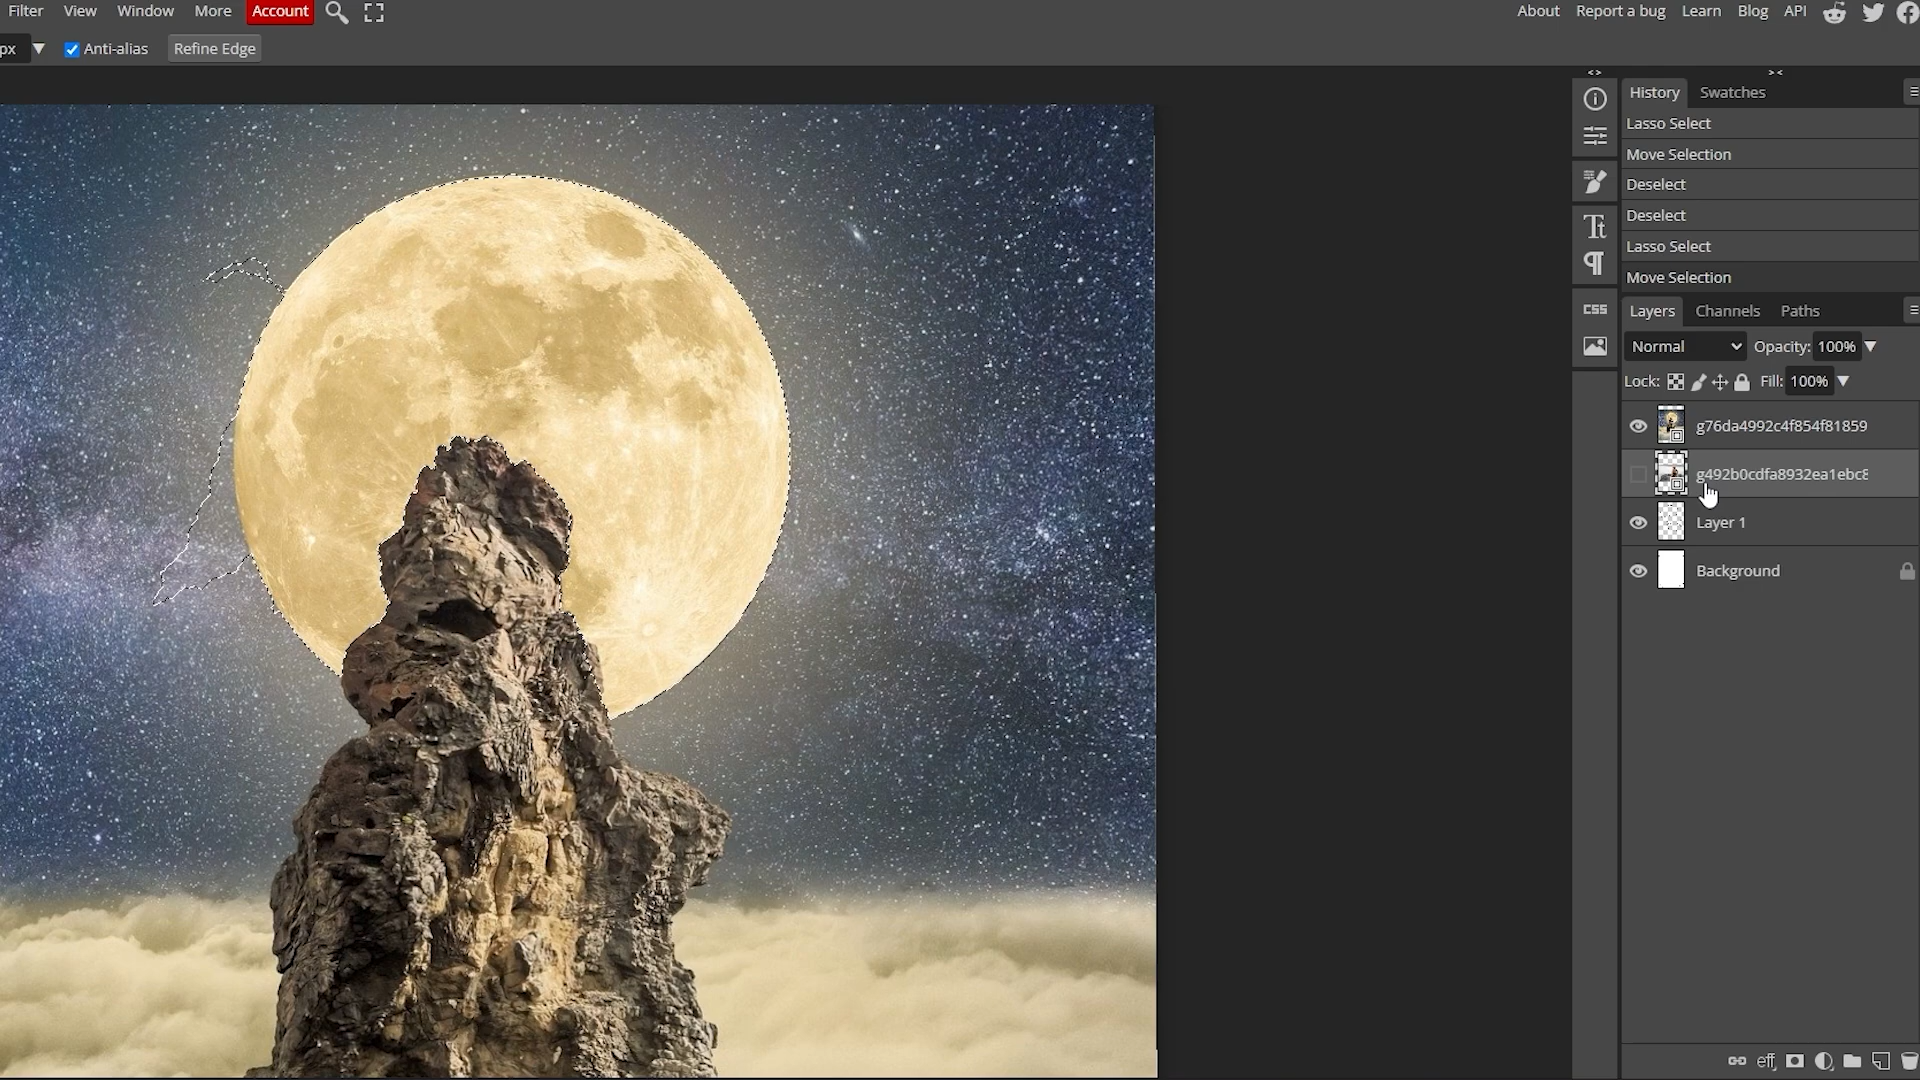 Filter View Window More Account About Report a bug Learn Blog API
px Anti-alias Refine Edge
History Swatches
Lasso Select
Move Selection
Deselect
Deselect
Lasso Select
Move Selection
CSS
Layers Channels Paths
Normal Opacity: 100%
Lock: Fill: 100%
g76da4992c4f854f81859
g492b0cdfa8932ea1ebc8
Layer 1
Background
eff